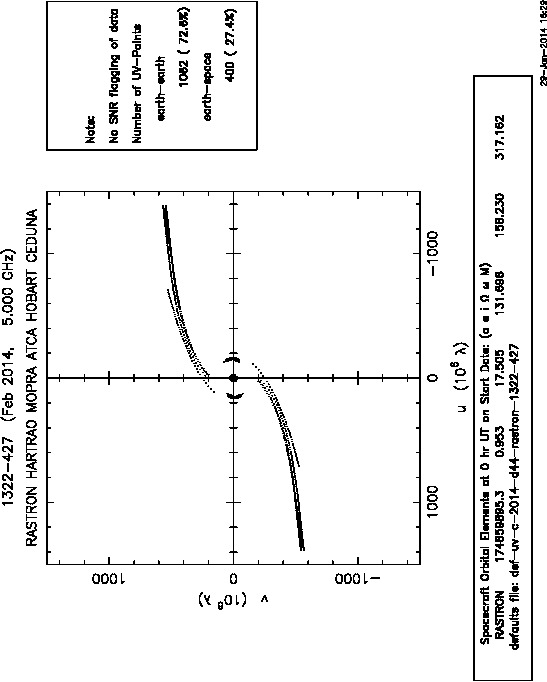 1322-427 (Feb 2014, 5.000 GHz)
RASTRON HARTRAO MOPRA ATCA HOBART CEDUNA
Note:
No SNR flagging of data
Number of UV-Points
earth-earth
1062 ( 72.6%)
earth-space
400 ( 27.4%)
v (10⁶ λ)
1000
0
-1000
1000
0
-1000
u (10⁶ λ)
Spacecraft Orbital Elements at 0 hr UT on Start Date: (a e i Ω ω M)
RASTRON 174859895.3 0.953 17.505 131.696 158.230 317.162
defaults file: def-uv-c-2014-d44-rastron-1322-427
29-Jan-2014 15:29